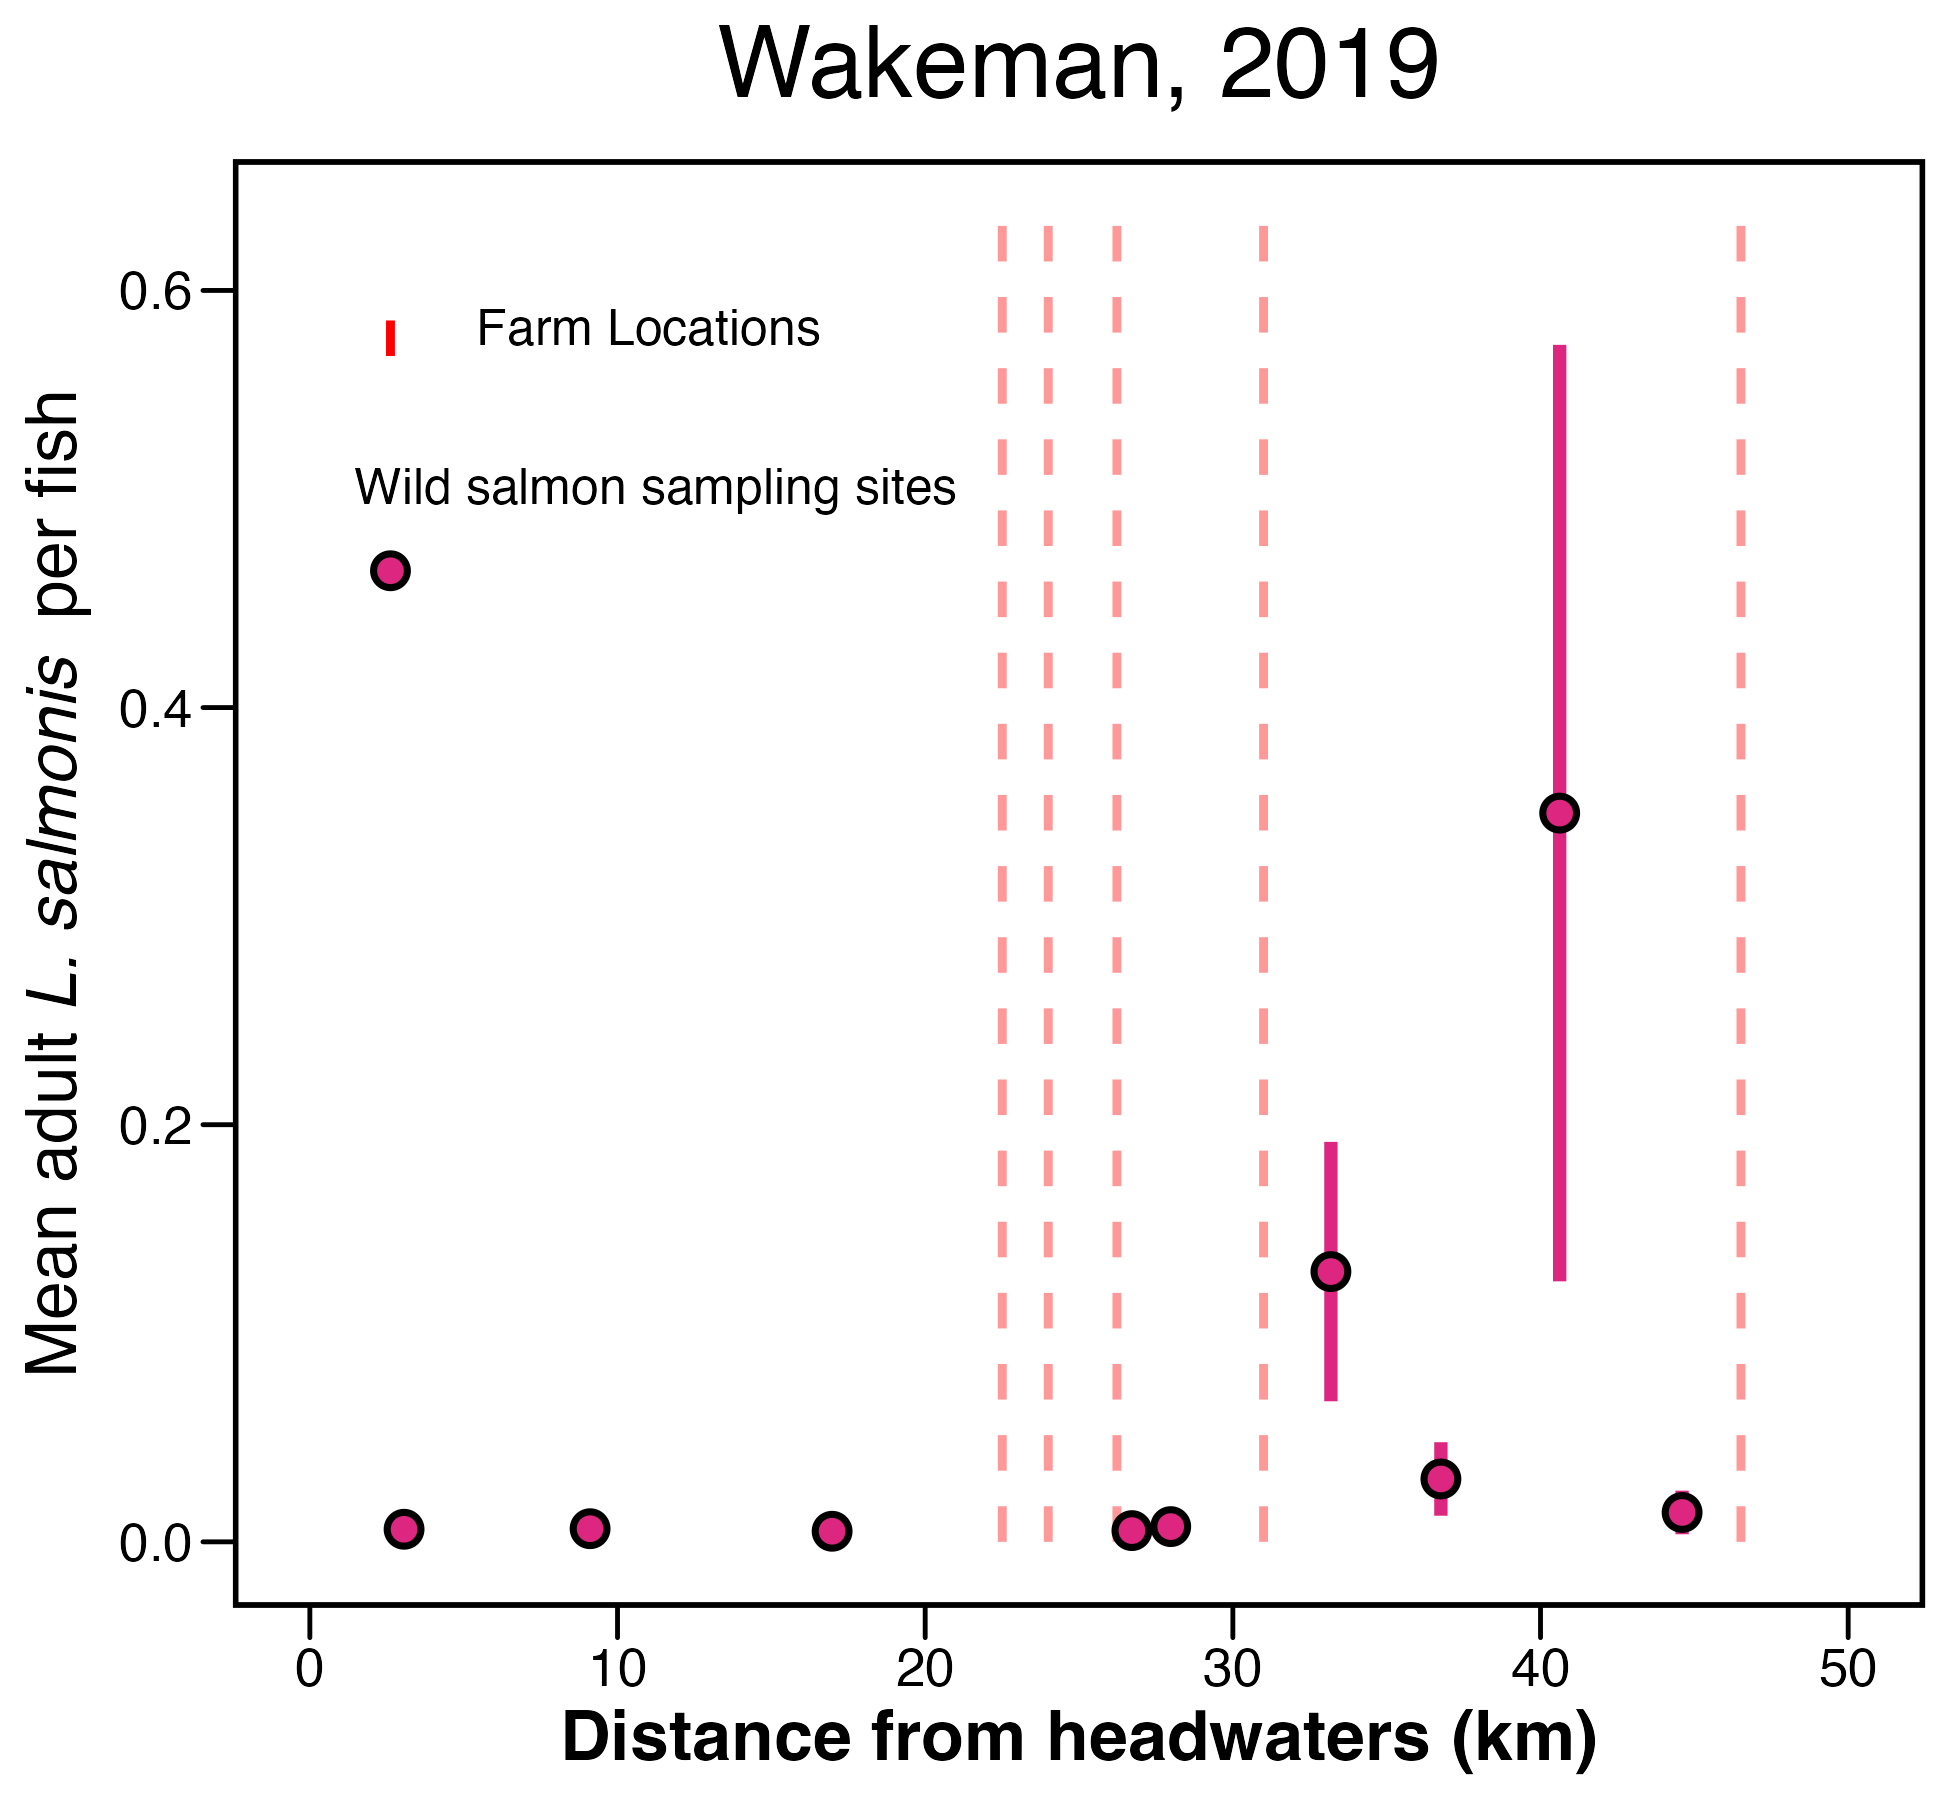 Wakeman, 2019
Mean adult L. salmonis per fish
0.6
0.4
0.2
0.0
Farm Locations
Wild salmon sampling sites
0 10 20 30 40 50
Distance from headwaters (km)